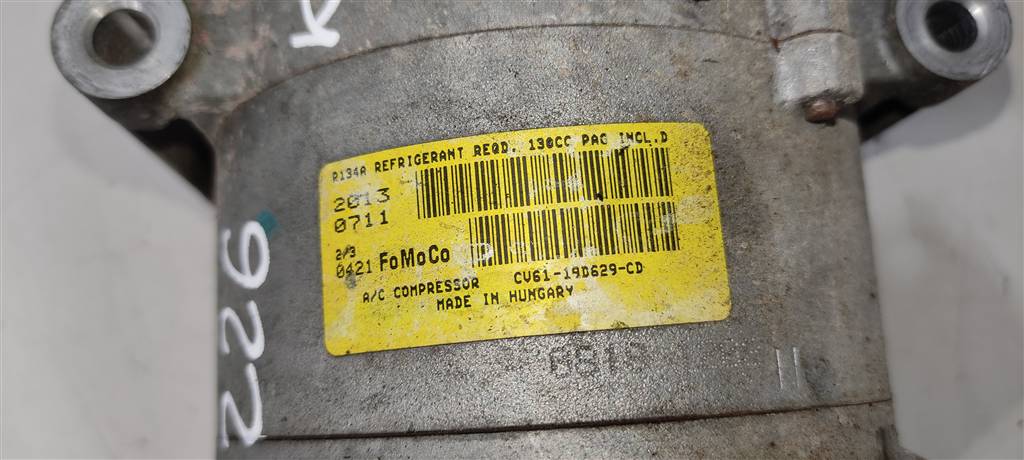 K
R134A REFRIGERANT REQD. 130CC PAG INCL.D
2013
0711
2/3
0421 FoMoCo
A/C COMPRESSOR CV61-19D629-CD
MADE IN HUNGARY
226